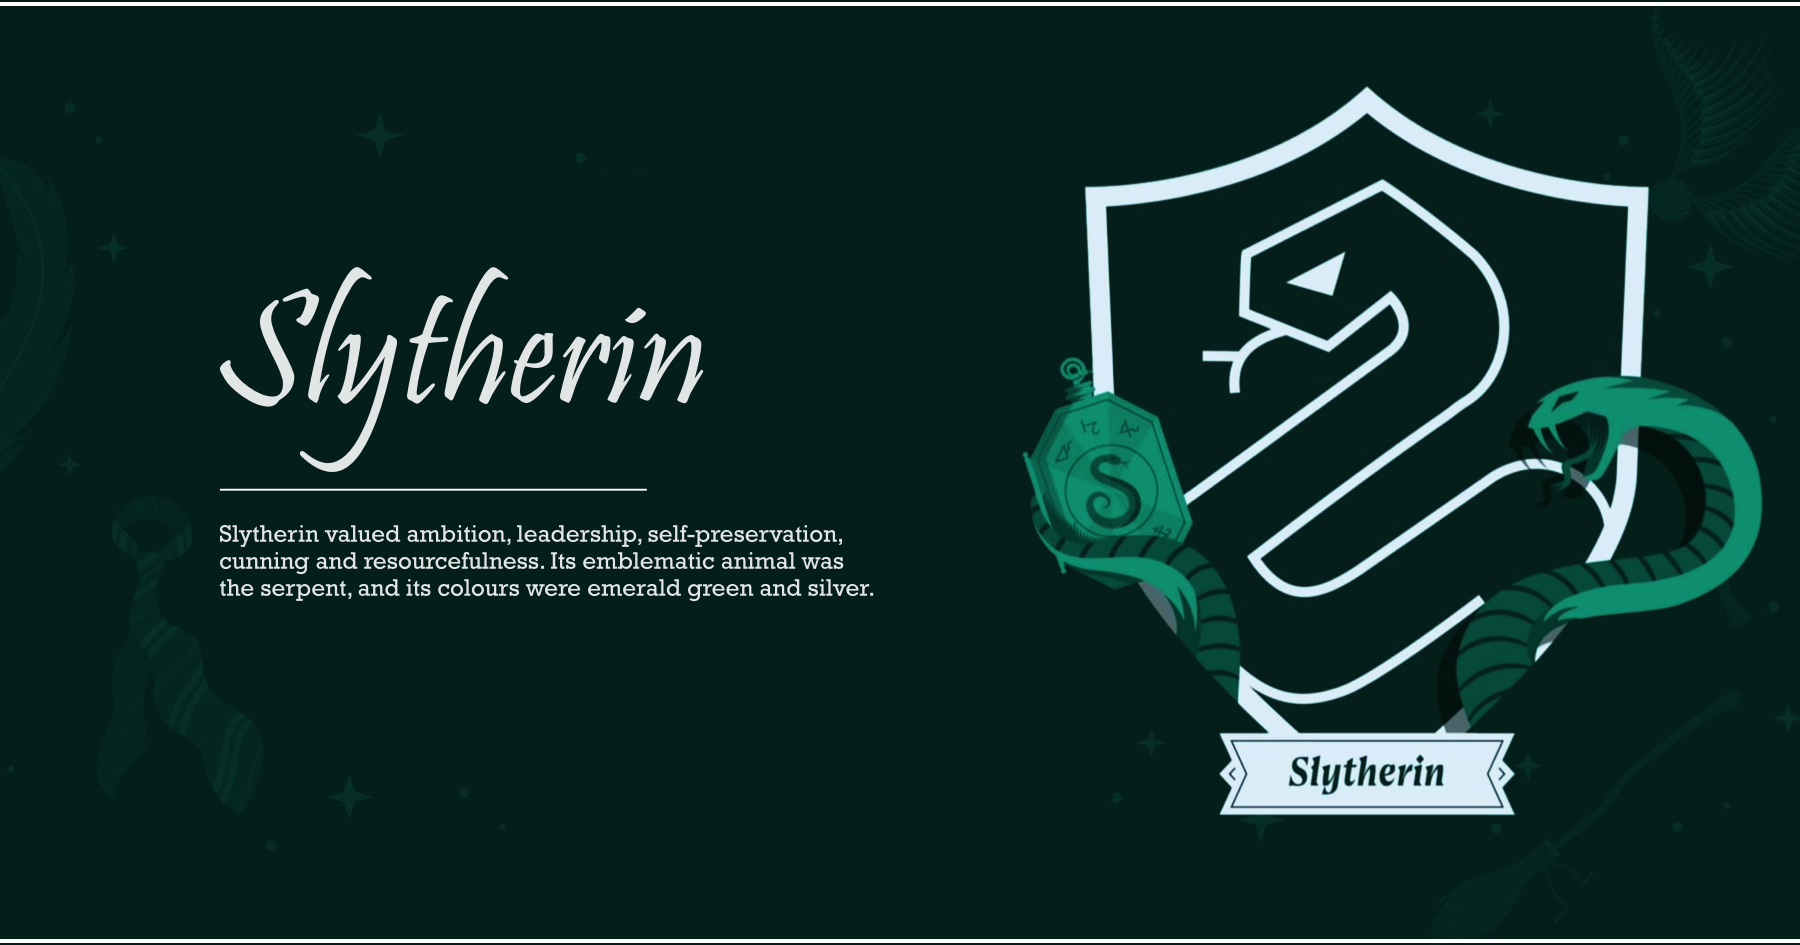 Slytherin
Slytherin valued ambition, leadership, self-preservation,
cunning and resourcefulness. Its emblematic animal was
the serpent, and its colours were emerald green and silver.
S
Slytherin